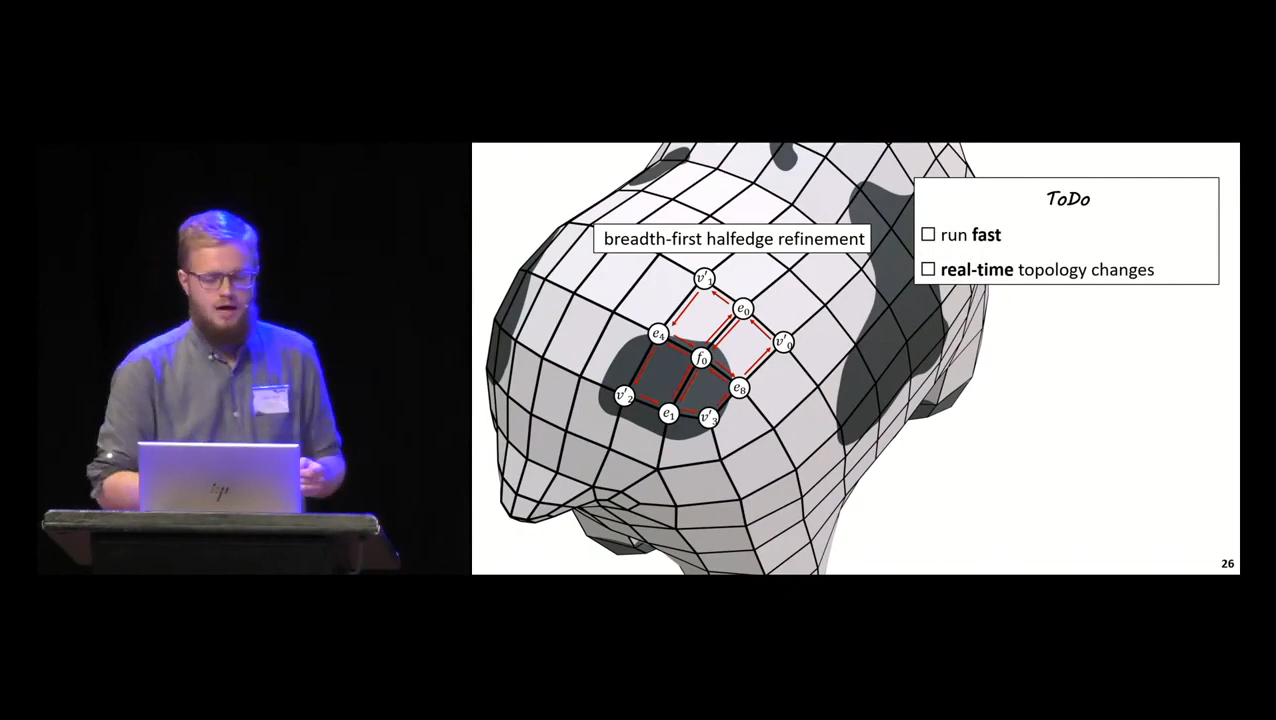 ToDo
breadth-first halfedge refinement
☐ run fast
☐ real-time topology changes
v'₁
e₀
e₄
v'₀
f₀
e₈
v'₂
e₁
v'₃
hp
26